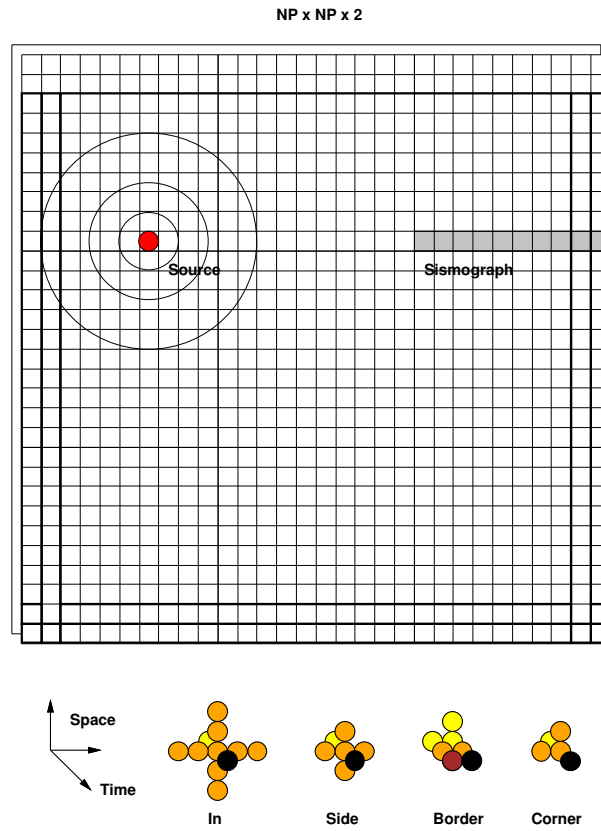 NP x NP x 2
Source
Sismograph
Space
Time
In
Side
Border
Corner